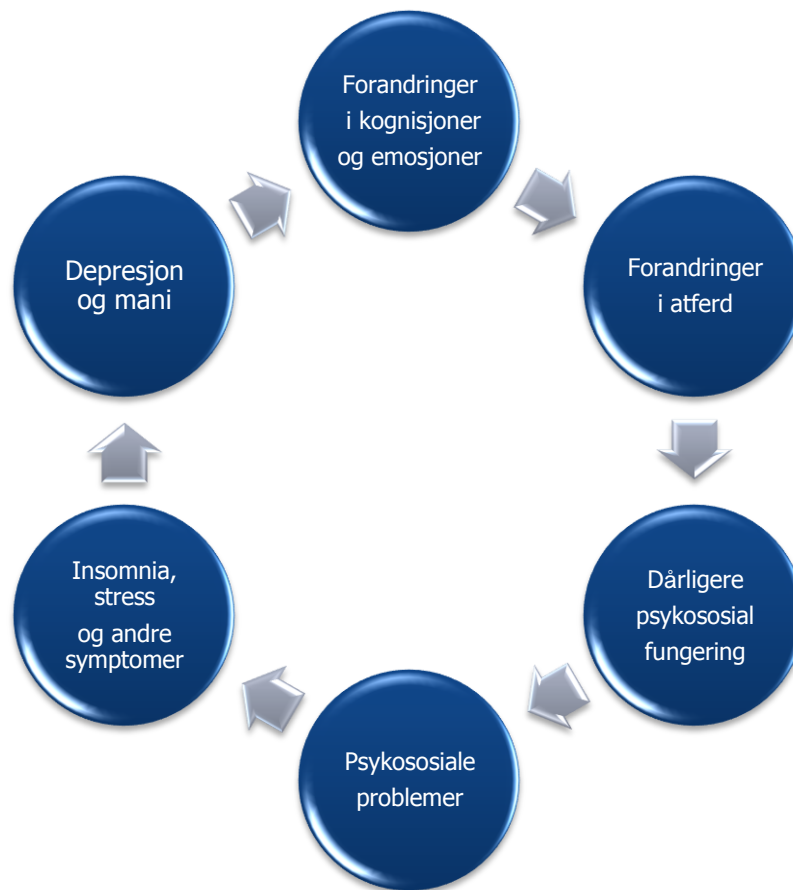 Forandringer
i kognisjoner
og emosjoner
Forandringer
i atferd
Dårligere
psykososial
fungering
Psykososiale
problemer
Insomnia,
stress
og andre
symptomer
Depresjon
og mani